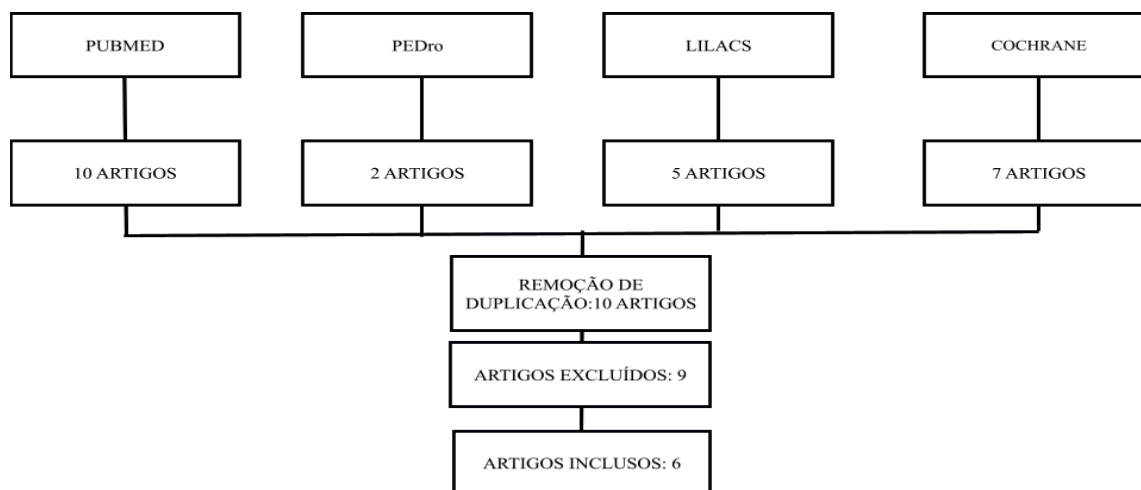 PUBMED
PEDro
LILACS
COCHRANE
10 ARTIGOS
2 ARTIGOS
5 ARTIGOS
7 ARTIGOS
REMOÇÃO DE
DUPLICAÇÃO:10 ARTIGOS
ARTIGOS EXCLUÍDOS: 9
ARTIGOS INCLUSOS: 6